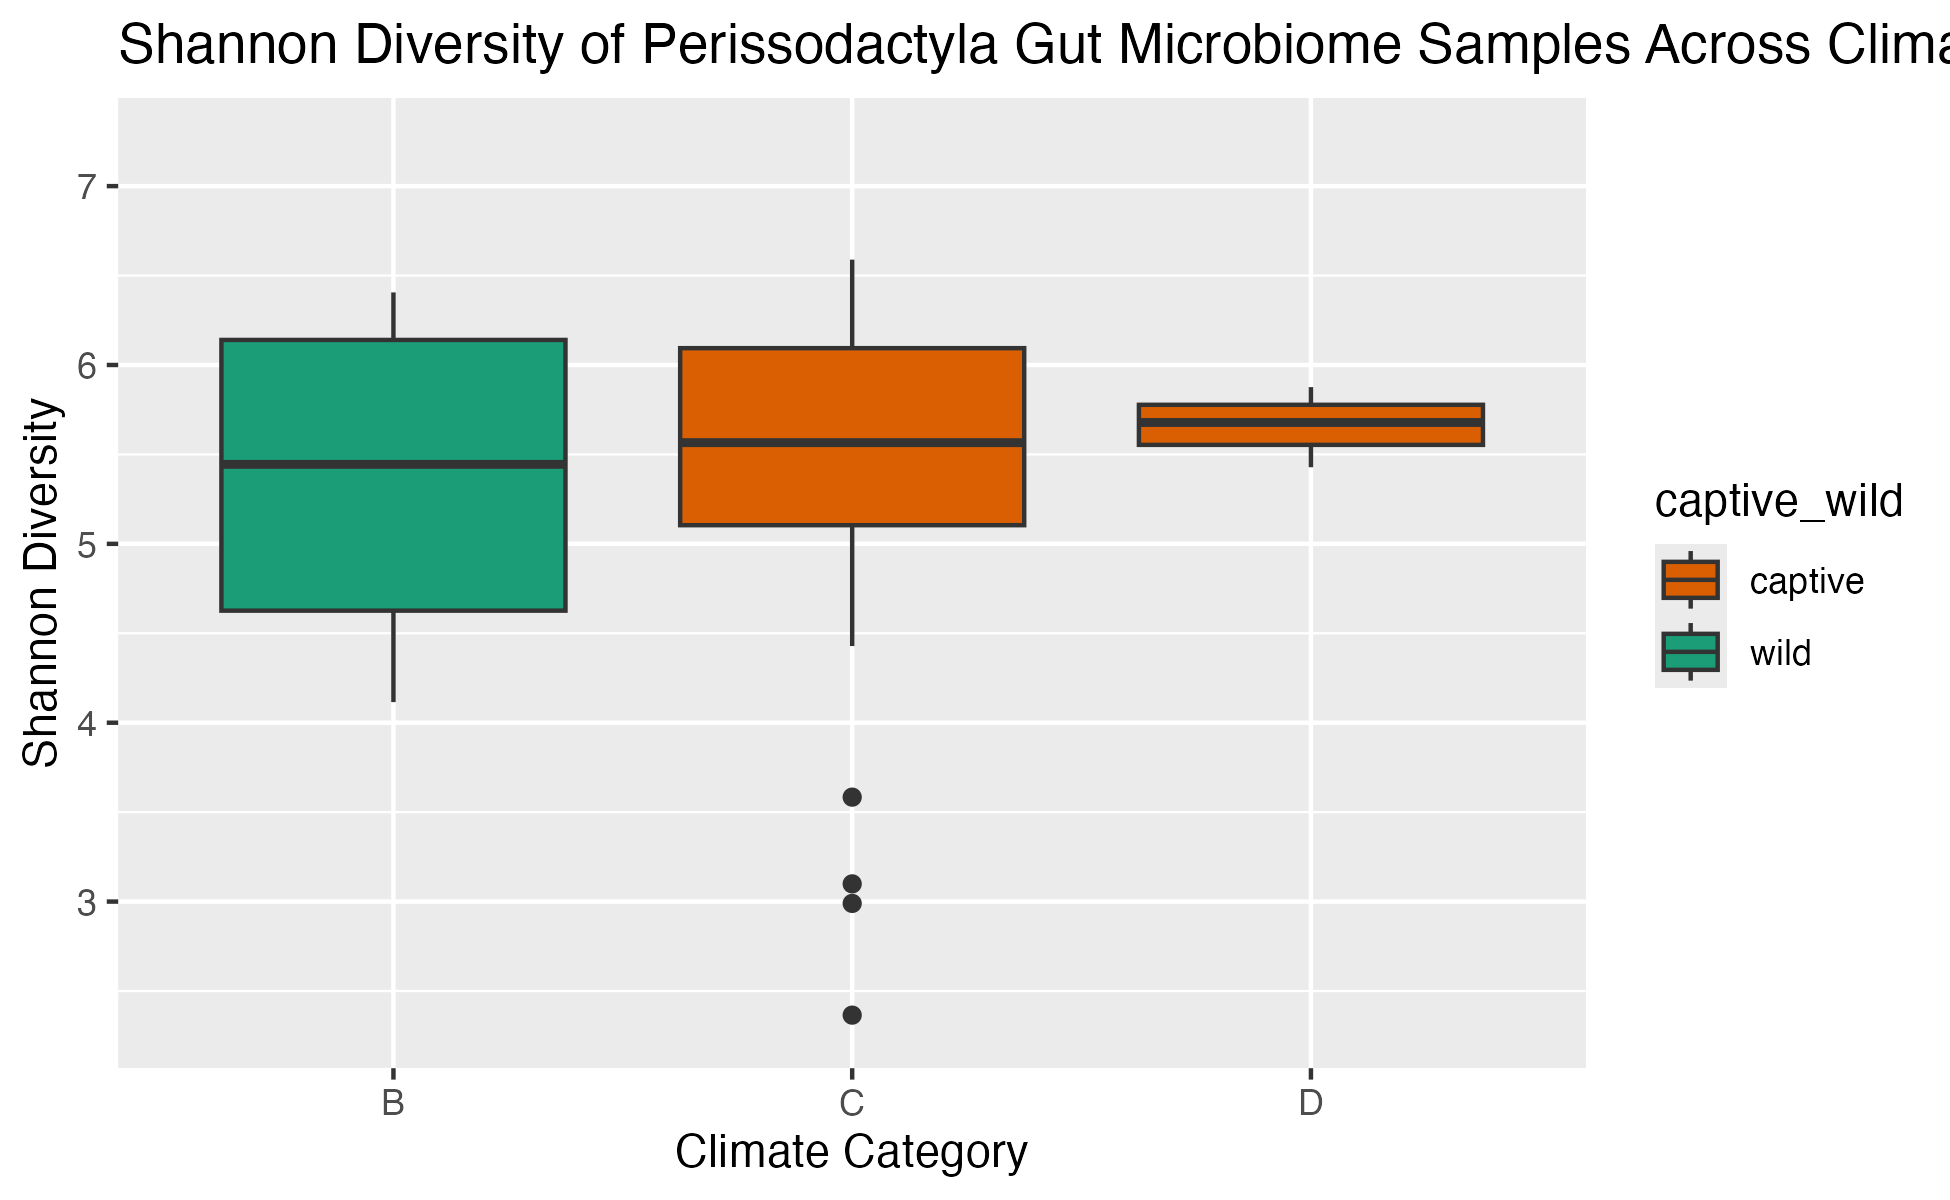 Shannon Diversity of Perissodactyla Gut Microbiome Samples Across Clima
7
6
5
4
3
Shannon Diversity
B
C
D
Climate Category
captive_wild
captive
wild